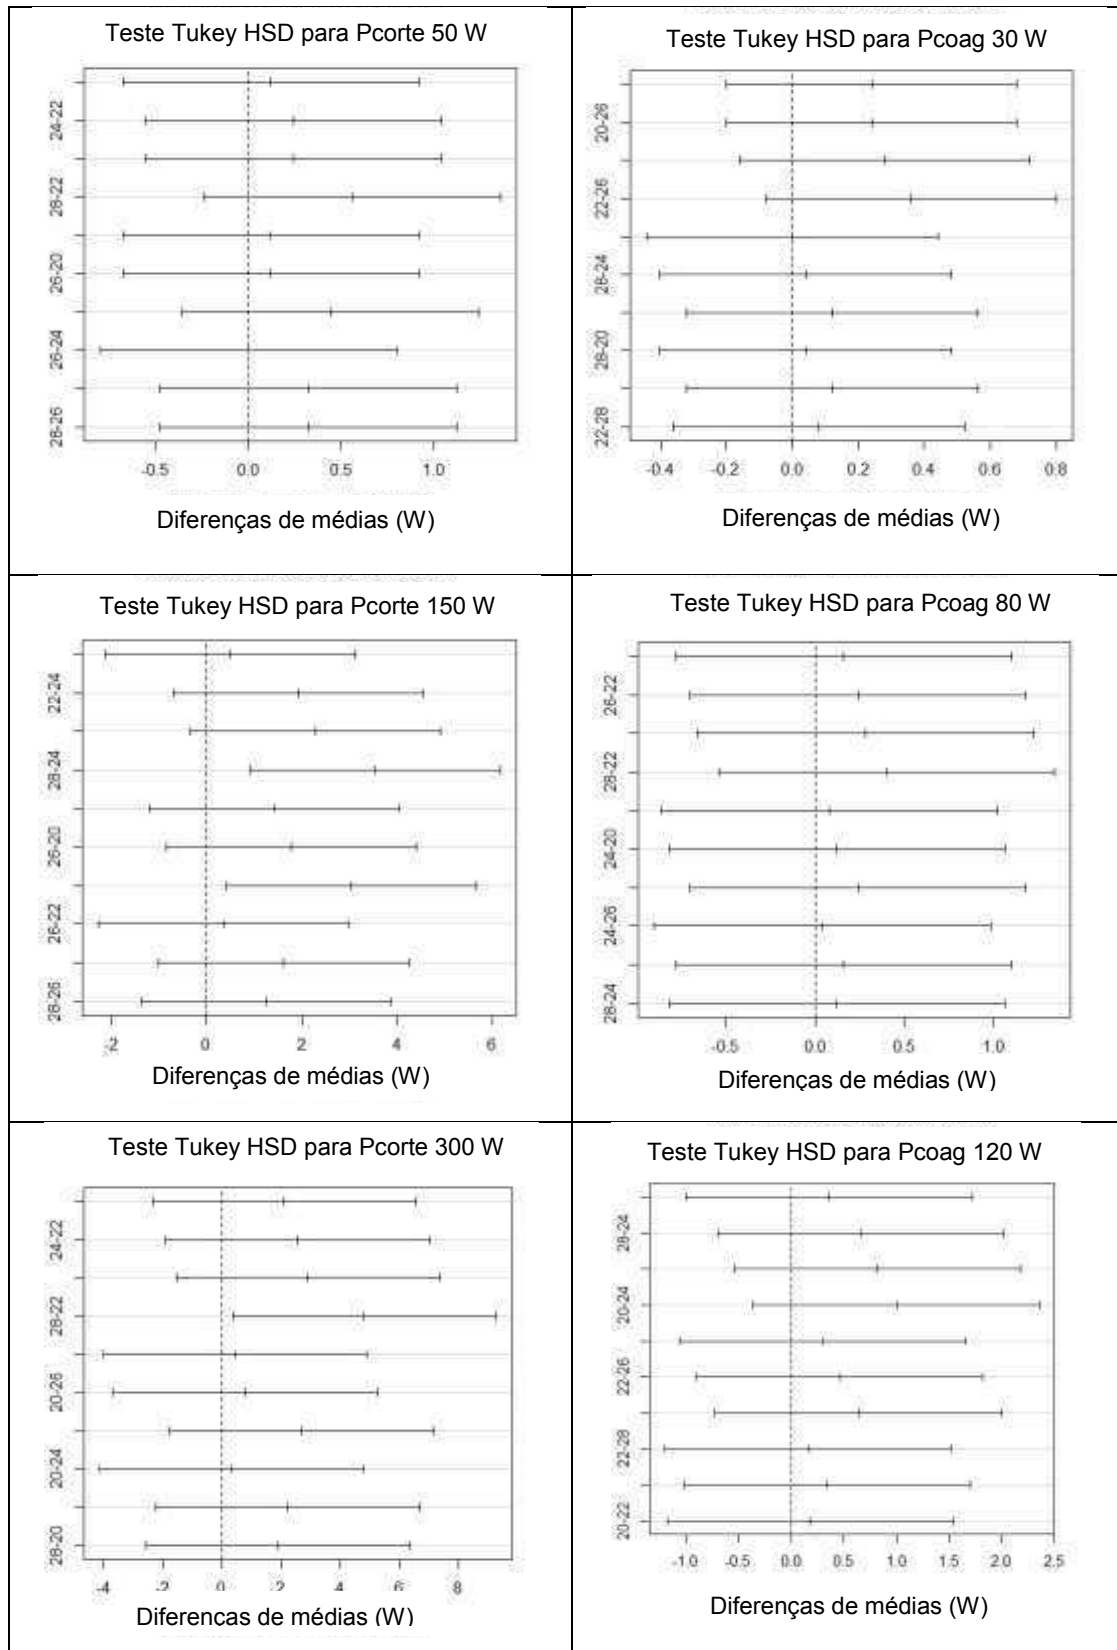 Teste Tukey HSD para Pcorte 50 W
24-22
28-22
26-20
26-24
28-26
-0.5 0.0 0.5 1.0
Diferenças de médias (W)
Teste Tukey HSD para Pcoag 30 W
20-26
22-26
28-24
28-20
22-28
-0.4 -0.2 0.0 0.2 0.4 0.6 0.8
Diferenças de médias (W)
Teste Tukey HSD para Pcorte 150 W
22-24
28-24
26-20
26-22
28-26
-2 0 2 4 6
Diferenças de médias (W)
Teste Tukey HSD para Pcoag 80 W
26-22
28-22
24-20
24-26
28-24
-0.5 0.0 0.5 1.0
Diferenças de médias (W)
Teste Tukey HSD para Pcorte 300 W
24-22
28-22
20-26
20-24
28-20
-4 -2 0 2 4 6 8
Diferencas de médias (W)
Teste Tukey HSD para Pcoag 120 W
28-24
20-24
22-26
22-28
20-22
-1.0 -0.5 0.0 0.5 1.0 1.5 2.0 2.5
Diferenças de médias (W)